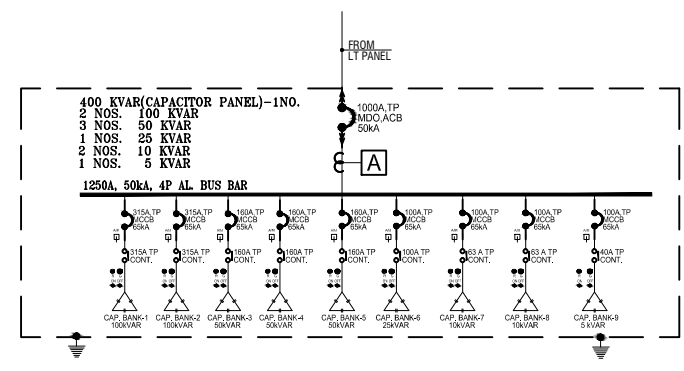 FROM
LT PANEL
400 KVAR(CAPACITOR PANEL)-1NO.
2 NOS. 100 KVAR
3 NOS. 50 KVAR
1 NOS. 25 KVAR
2 NOS. 10 KVAR
1 NOS. 5 KVAR
1000A,TP
MDO,ACB
50kA
A
1250A, 50kA, 4P AL. BUS BAR
315A,TP MCCB 65kA
315A,TP MCCB 65kA
160A,TP MCCB 65kA
160A,TP MCCB 65kA
160A,TP MCCB 65kA
100A,TP MCCB 65kA
100A,TP MCCB 65kA
100A,TP MCCB 65kA
100A,TP MCCB 65kA
315A TP CONT.
315A TP CONT.
160A TP CONT.
160A TP CONT.
160A TP CONT.
100A TP CONT.
63 A TP CONT.
63 A TP CONT.
40A TP CONT.
CAP. BANK-1 100kVAR
CAP. BANK-2 100kVAR
CAP. BANK-3 50kVAR
CAP. BANK-4 50kVAR
CAP. BANK-5 50kVAR
CAP. BANK-6 25kVAR
CAP. BANK-7 10kVAR
CAP. BANK-8 10kVAR
CAP. BANK-9 5 kVAR